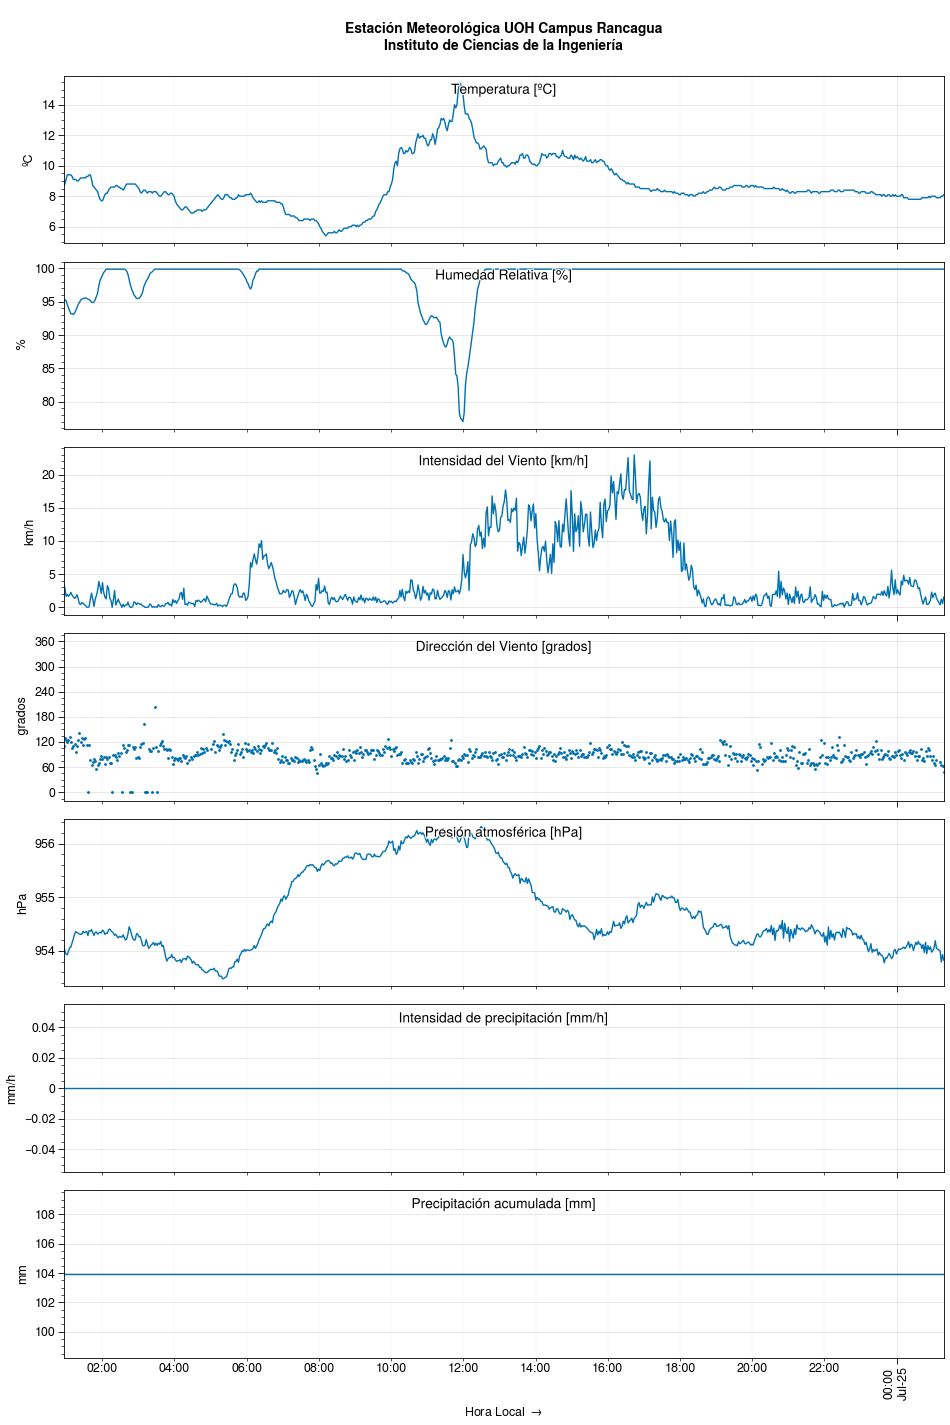 Estación Meteorológica UOH Campus Rancagua
Instituto de Ciencias de la Ingeniería
Temperatura [ºC]
14
12
10
8
6
ºC
Humedad Relativa [%]
100
95
90
85
80
%
Intensidad del Viento [km/h]
20
15
10
5
0
km/h
Dirección del Viento [grados]
360
300
240
180
120
60
0
grados
Presión atmosférica [hPa]
956
955
954
hPa
Intensidad de precipitación [mm/h]
0.04
0.02
0
−0.02
−0.04
mm/h
Precipitación acumulada [mm]
108
106
104
102
100
mm
02:00 04:00 06:00 08:00 10:00 12:00 14:00 16:00 18:00 20:00 22:00 00:00
Jul-25
Hora Local →